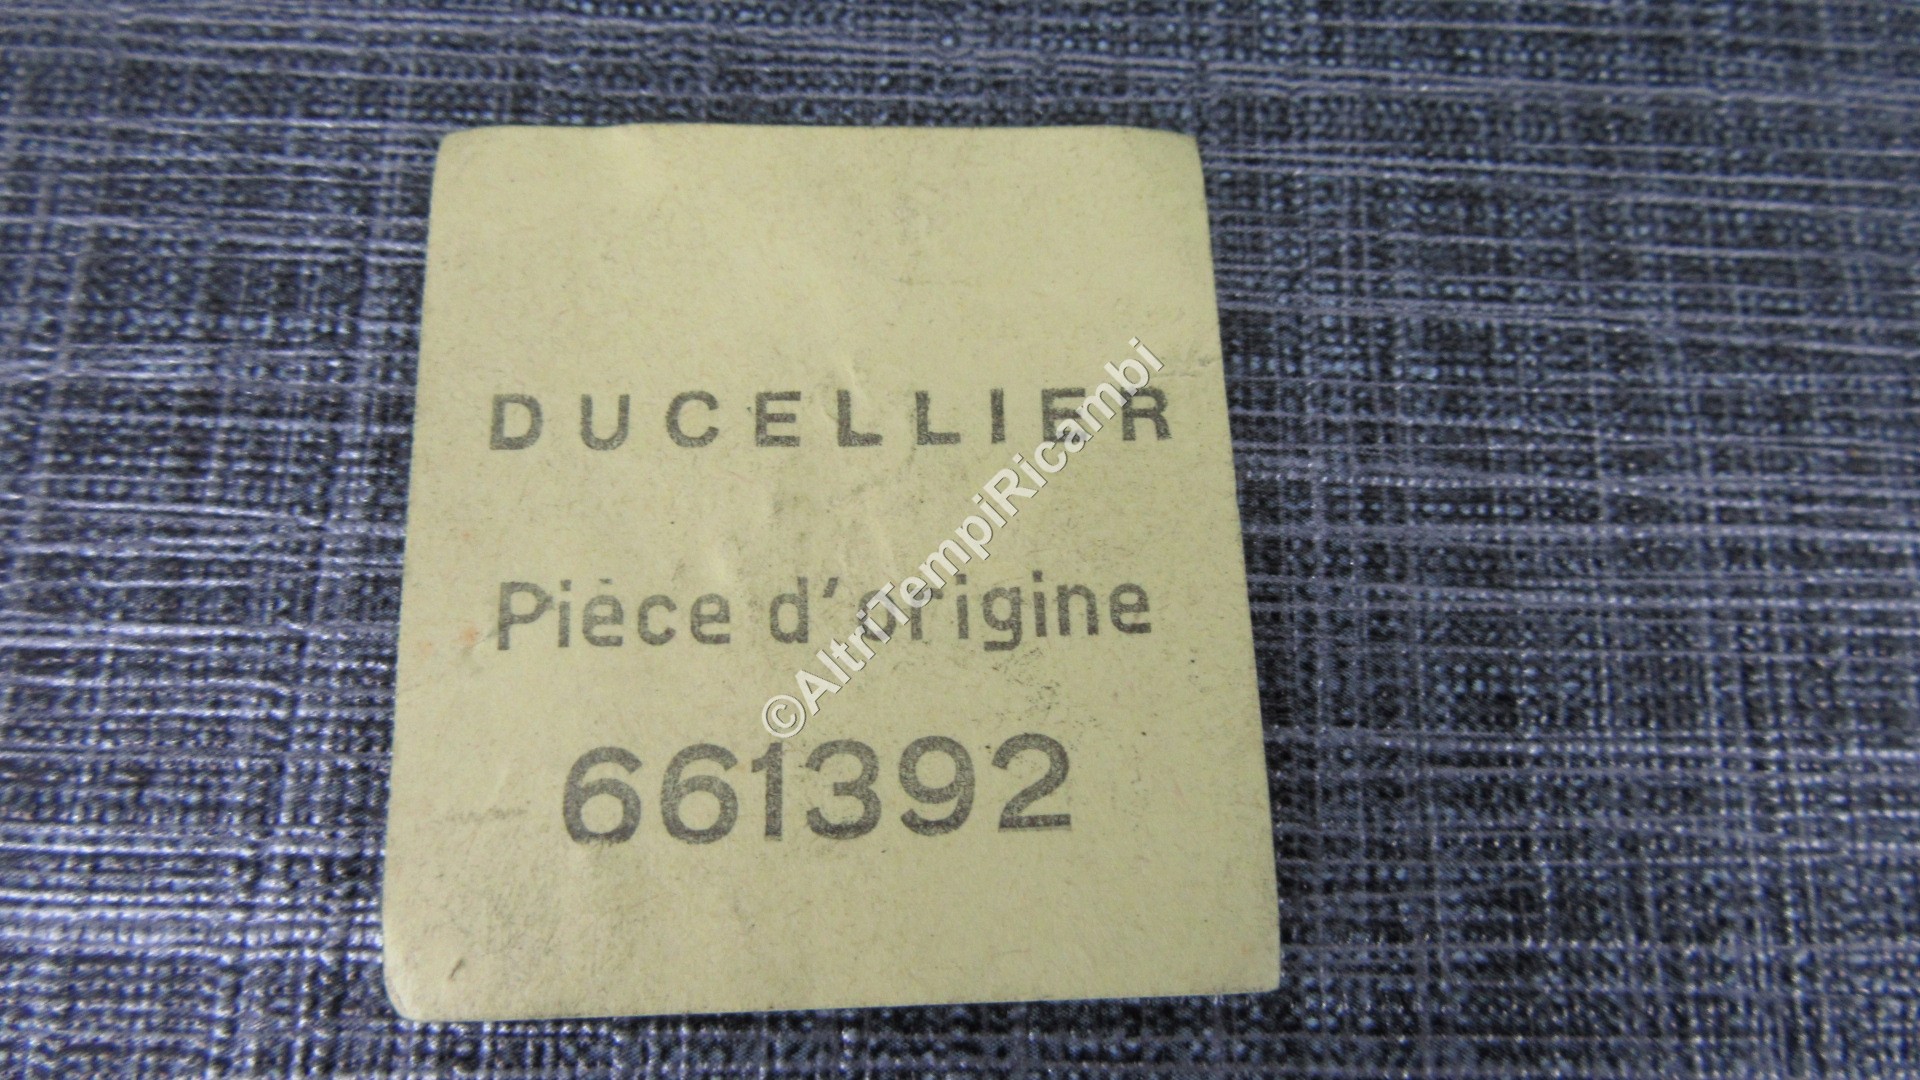 DUCELLIER
Pièce d'origine
661392
©AltriTempiRicambi